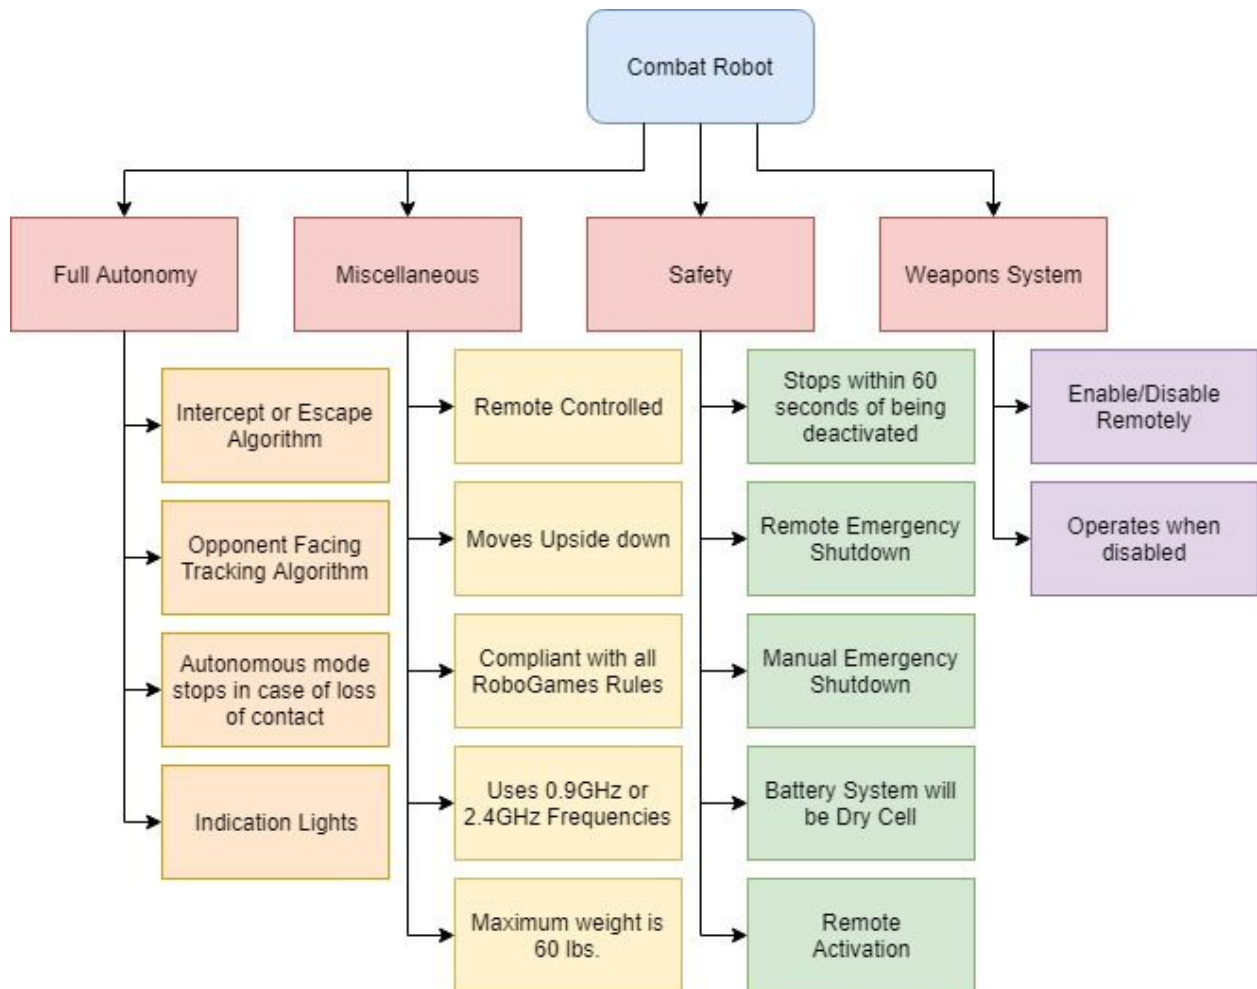 Combat Robot
Full Autonomy
Miscellaneous
Safety
Weapons System
Intercept or Escape
Algorithm
Opponent Facing
Tracking Algorithm
Autonomous mode
stops in case of loss
of contact
Indication Lights
Remote Controlled
Moves Upside down
Compliant with all
RoboGames Rules
Uses 0.9GHz or
2.4GHz Frequencies
Maximum weight is
60 lbs.
Stops within 60
seconds of being
deactivated
Remote Emergency
Shutdown
Manual Emergency
Shutdown
Battery System will
be Dry Cell
Remote
Activation
Enable/Disable
Remotely
Operates when
disabled